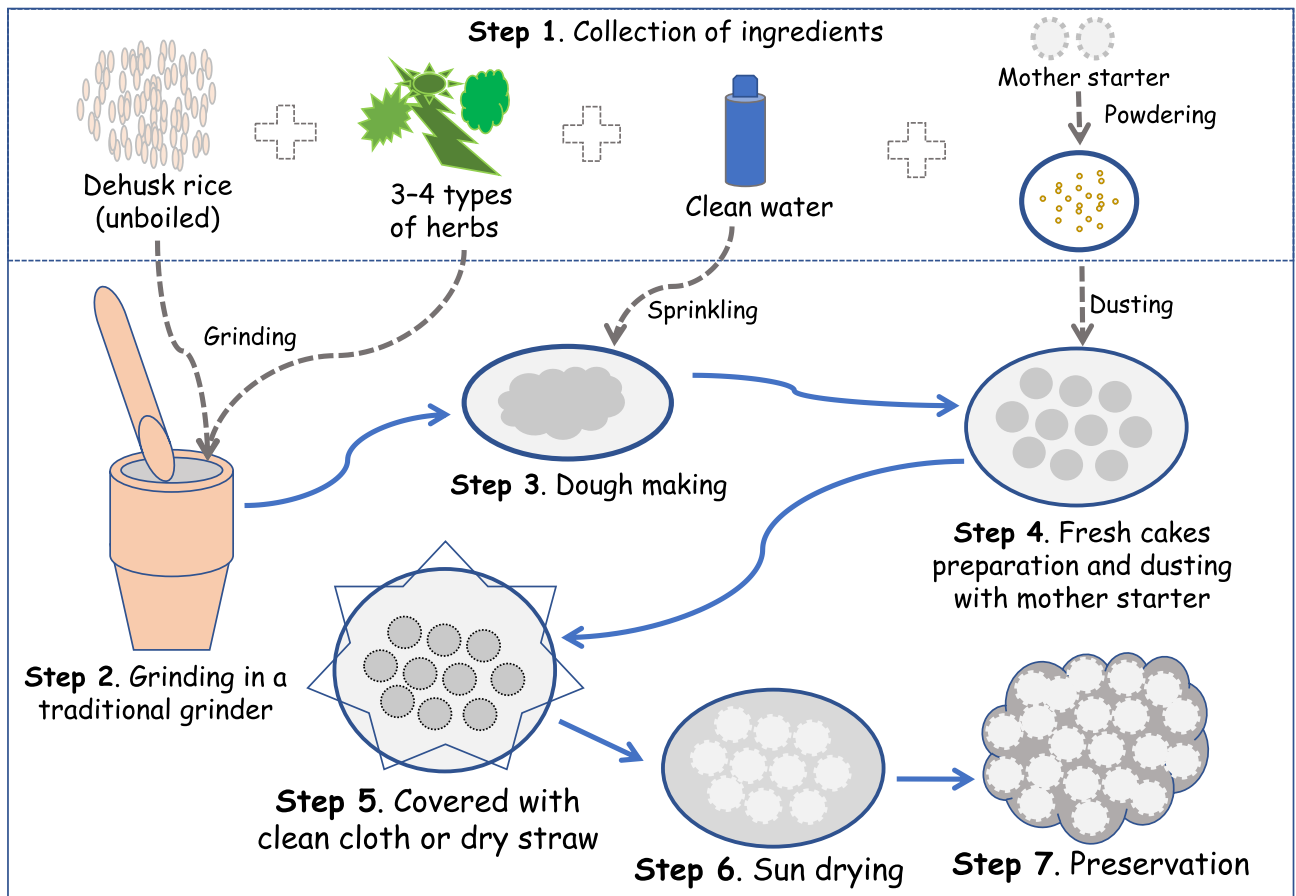 Step 1. Collection of ingredients
Mother starter
Powdering
Dehusk rice
(unboiled)
3–4 types
of herbs
Clean water
Grinding
Sprinkling
Dusting
Step 3. Dough making
Step 4. Fresh cakes
preparation and dusting
with mother starter
Step 2. Grinding in a
traditional grinder
Step 5. Covered with
clean cloth or dry straw
Step 6. Sun drying
Step 7. Preservation